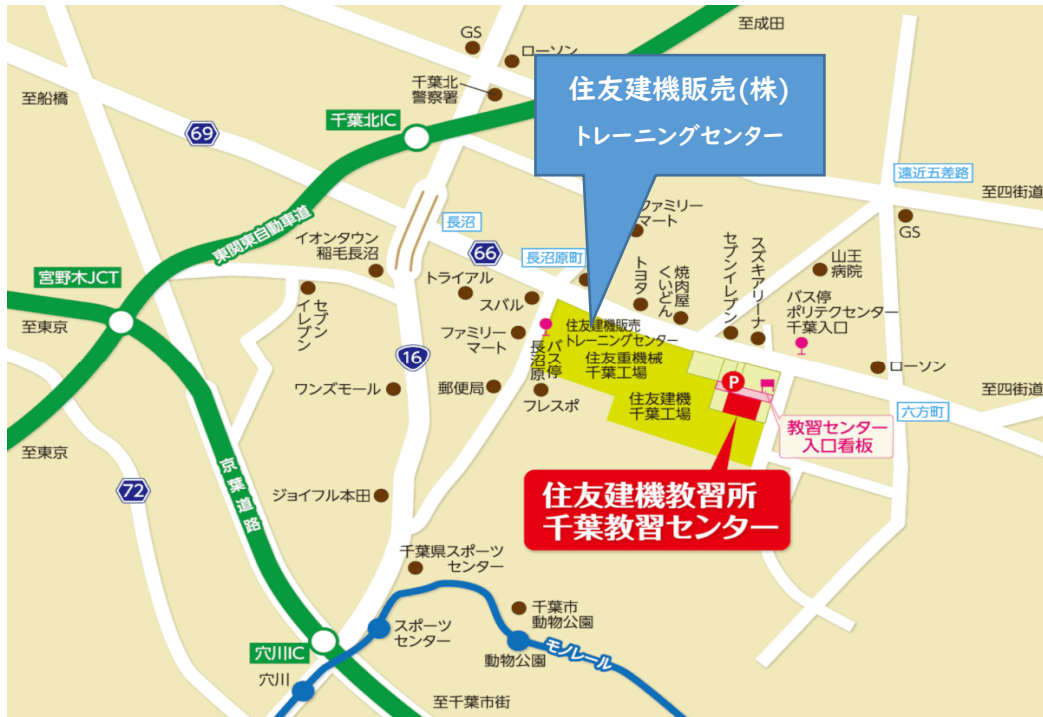 至成田
GS
ローソン
千葉北
警察署
住友建機販売(株)
トレーニングセンター
至船橋
69
千葉北IC
遠近五差路
至四街道
長沼
ファミリー
マート
GS
東関東自動車道
イオンタウン
稲毛長沼
66
長沼原町
トヨタ
焼肉屋
くいどん
セブンイレブン
スズキアリーナ
山王
病院
宮野木JCT
トライアル
スバル
バス停
ポリテクセンター
千葉入口
至東京
セブン
イレブン
ファミリー
マート
バス停
長沼原
住友建機販売
トレーニングセンター
住友重機械
千葉工場
16
ローソン
ワンズモール
郵便局
フレスポ
住友建機
千葉工場
P
至四街道
六方町
教習センター
入口看板
至東京
72
京葉道路
ジョイフル本田
住友建機教習所
千葉教習センター
千葉県スポーツ
センター
スポーツ
センター
千葉市
動物公園
動物公園
モノレール
穴川IC
穴川
至千葉市街